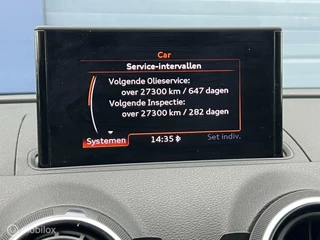 Car
Service-intervallen
Volgende Olieservice:
over 27300 km / 647 dagen
Volgende Inspectie:
over 27300 km / 282 dagen
Systemen
14:35
Set indiv.
© Mobilox